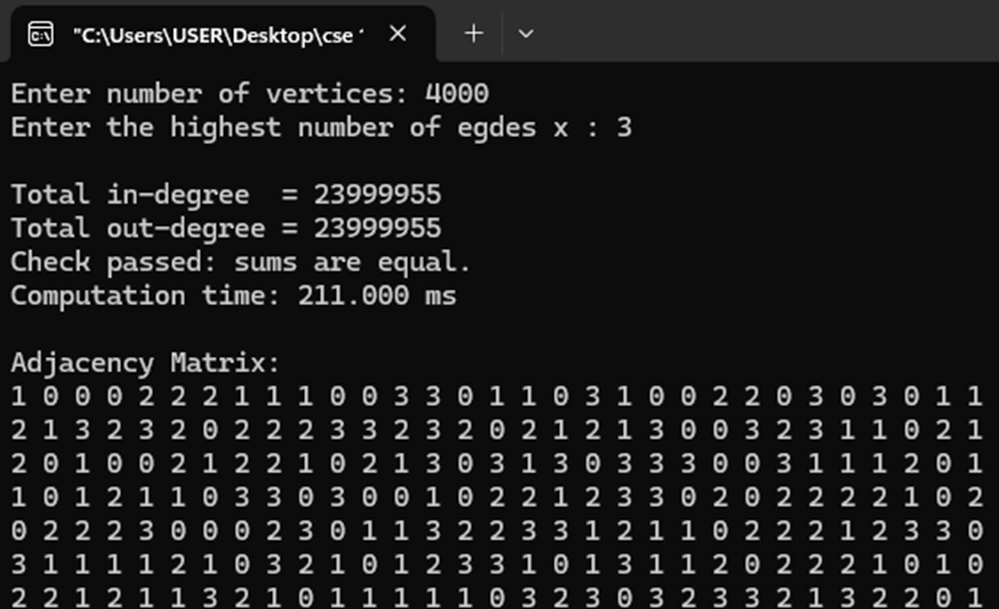 "C:\Users\USER\Desktop\cse
Enter number of vertices: 4000
Enter the highest number of egdes x : 3
Total in-degree  = 23999955
Total out-degree = 23999955
Check passed: sums are equal.
Computation time: 211.000 ms
Adjacency Matrix:
1 0 0 0 2 2 2 1 1 1 0 0 3 3 0 1 1 0 3 1 0 0 2 2 0 3 0 3 0 1 1
2 1 3 2 3 2 0 2 2 2 3 3 2 3 2 0 2 1 2 1 3 0 0 3 2 3 1 1 0 2 1
2 0 1 0 0 2 1 2 2 1 0 2 1 3 0 3 1 3 0 3 3 3 0 0 3 1 1 1 2 0 1
1 0 1 2 1 1 0 3 3 0 3 0 0 1 0 2 2 1 2 3 3 0 2 0 2 2 2 2 1 0 2
0 2 2 2 3 0 0 0 2 3 0 1 1 3 2 2 3 3 1 2 1 1 0 2 2 2 1 2 3 3 0
3 1 1 1 1 2 1 0 3 2 1 0 1 2 3 3 1 0 1 3 1 1 2 0 2 2 2 1 0 1 0
2 2 1 2 1 1 3 2 1 0 1 1 1 1 1 0 3 2 3 0 3 2 3 3 2 1 3 2 2 0 1